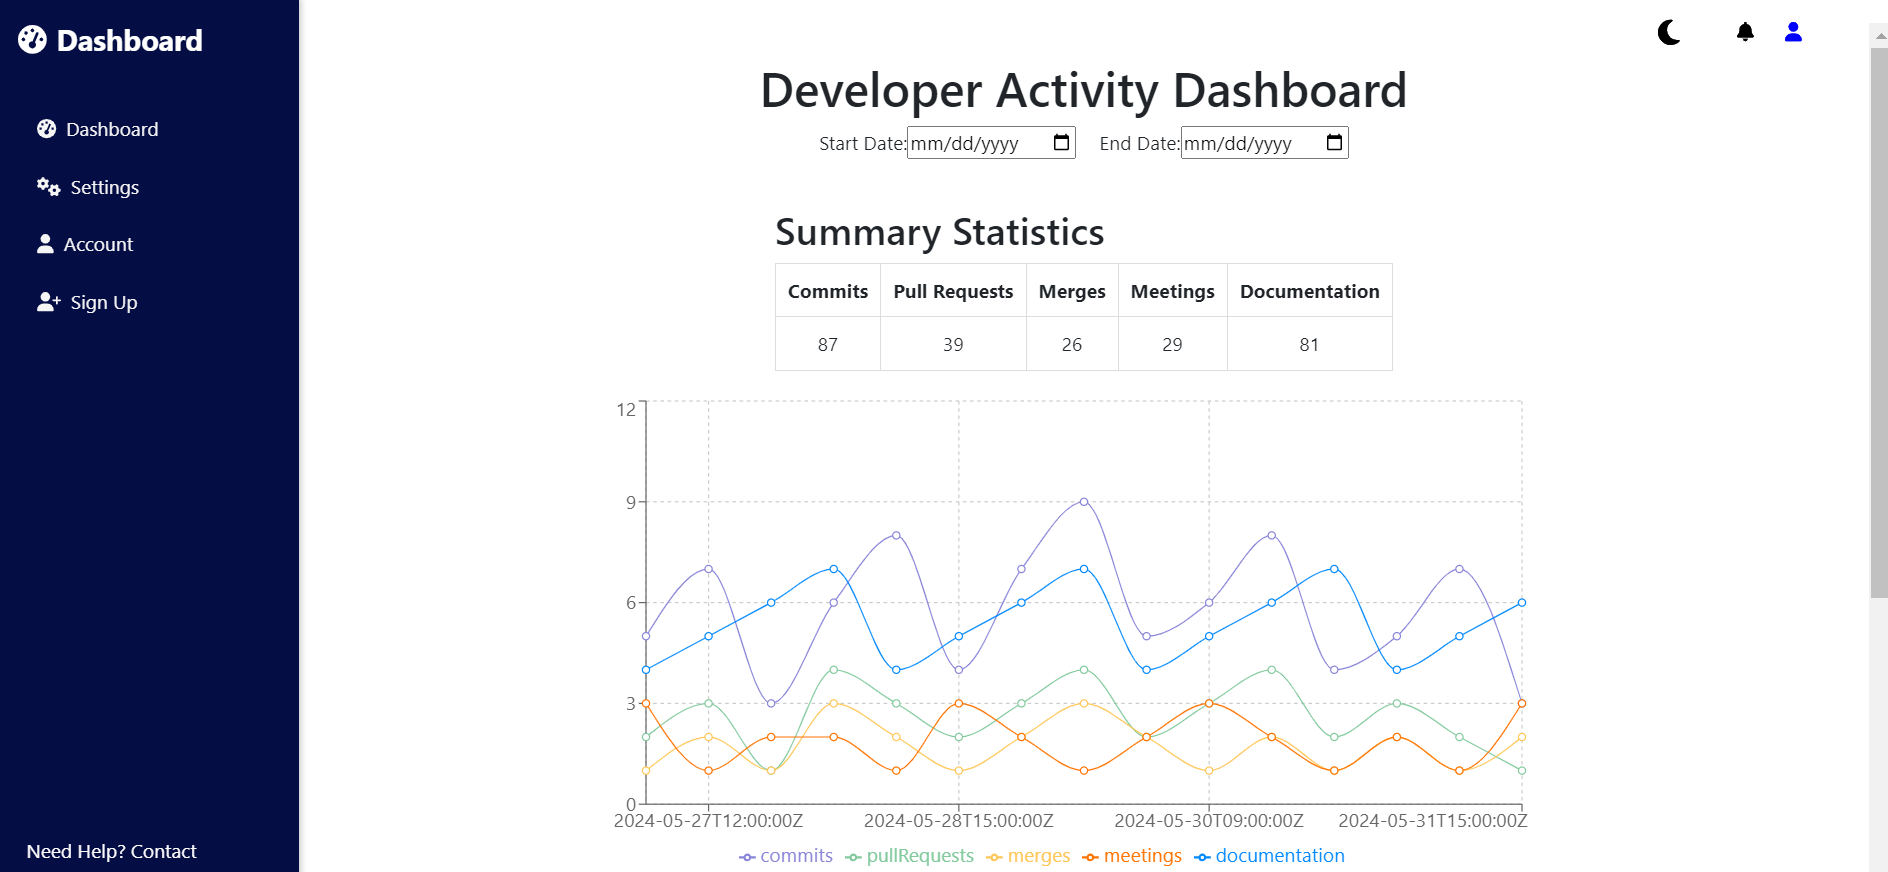 Dashboard
Dashboard
Settings
Account
Sign Up
Need Help? Contact
Developer Activity Dashboard
Start Date: mm/dd/yyyy End Date: mm/dd/yyyy
Summary Statistics
Commits Pull Requests Merges Meetings Documentation
87 39 26 29 81
12
9
6
3
0
2024-05-27T12:00:00Z 2024-05-28T15:00:00Z 2024-05-30T09:00:00Z 2024-05-31T15:00:00Z
commits pullRequests merges meetings documentation